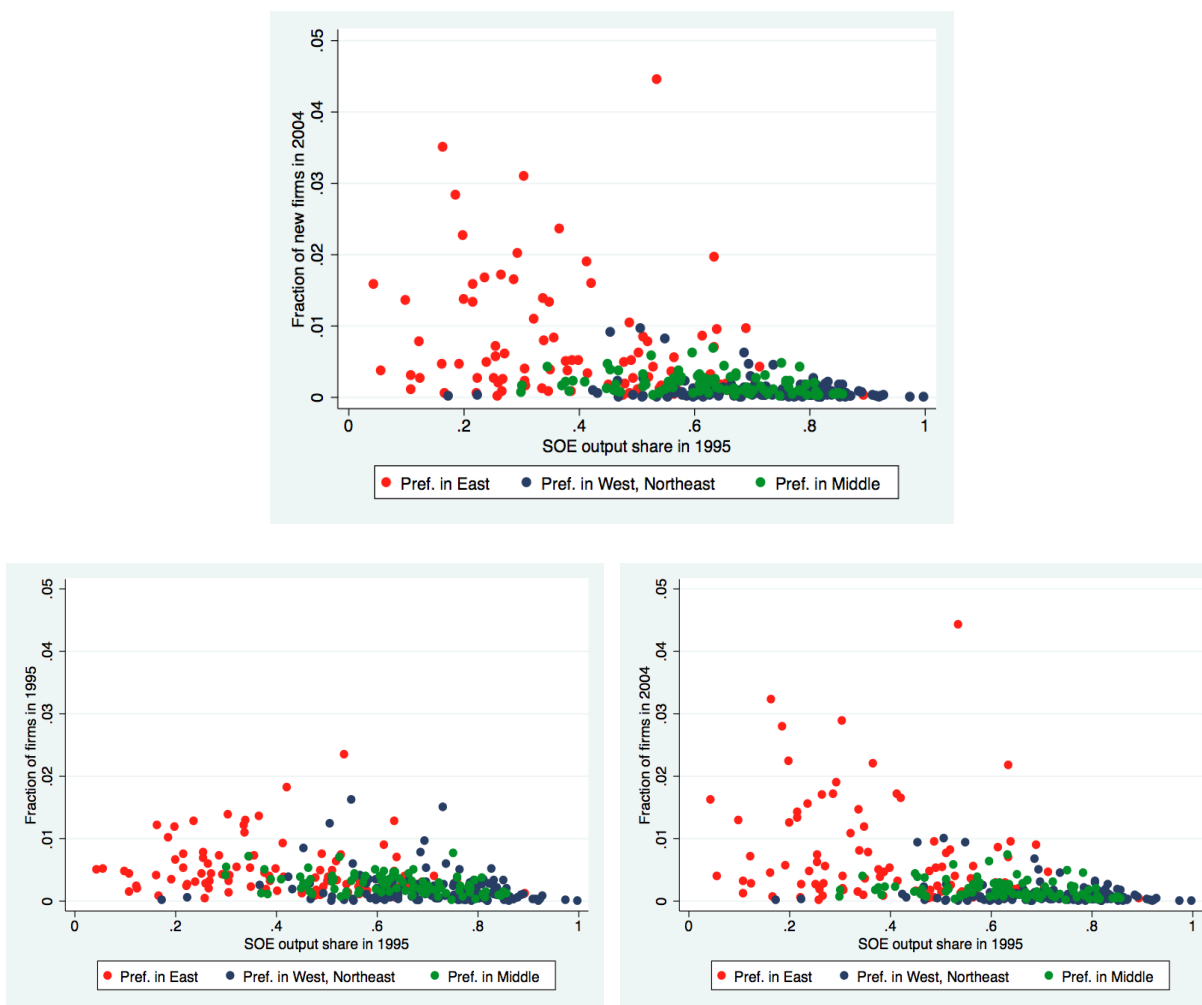 Fraction of new firms in 2004
.05
.04
.03
.02
.01
0
0 .2 .4 .6 .8 1
SOE output share in 1995
Pref. in East Pref. in West, Northeast Pref. in Middle
Fraction of firms in 1995
.05
.04
.03
.02
.01
0
0 .2 .4 .6 .8 1
SOE output share in 1995
Pref. in East Pref. in West, Northeast Pref. in Middle
Fraction of firms in 2004
.05
.04
.03
.02
.01
0
0 .2 .4 .6 .8 1
SOE output share in 1995
Pref. in East Pref. in West, Northeast Pref. in Middle